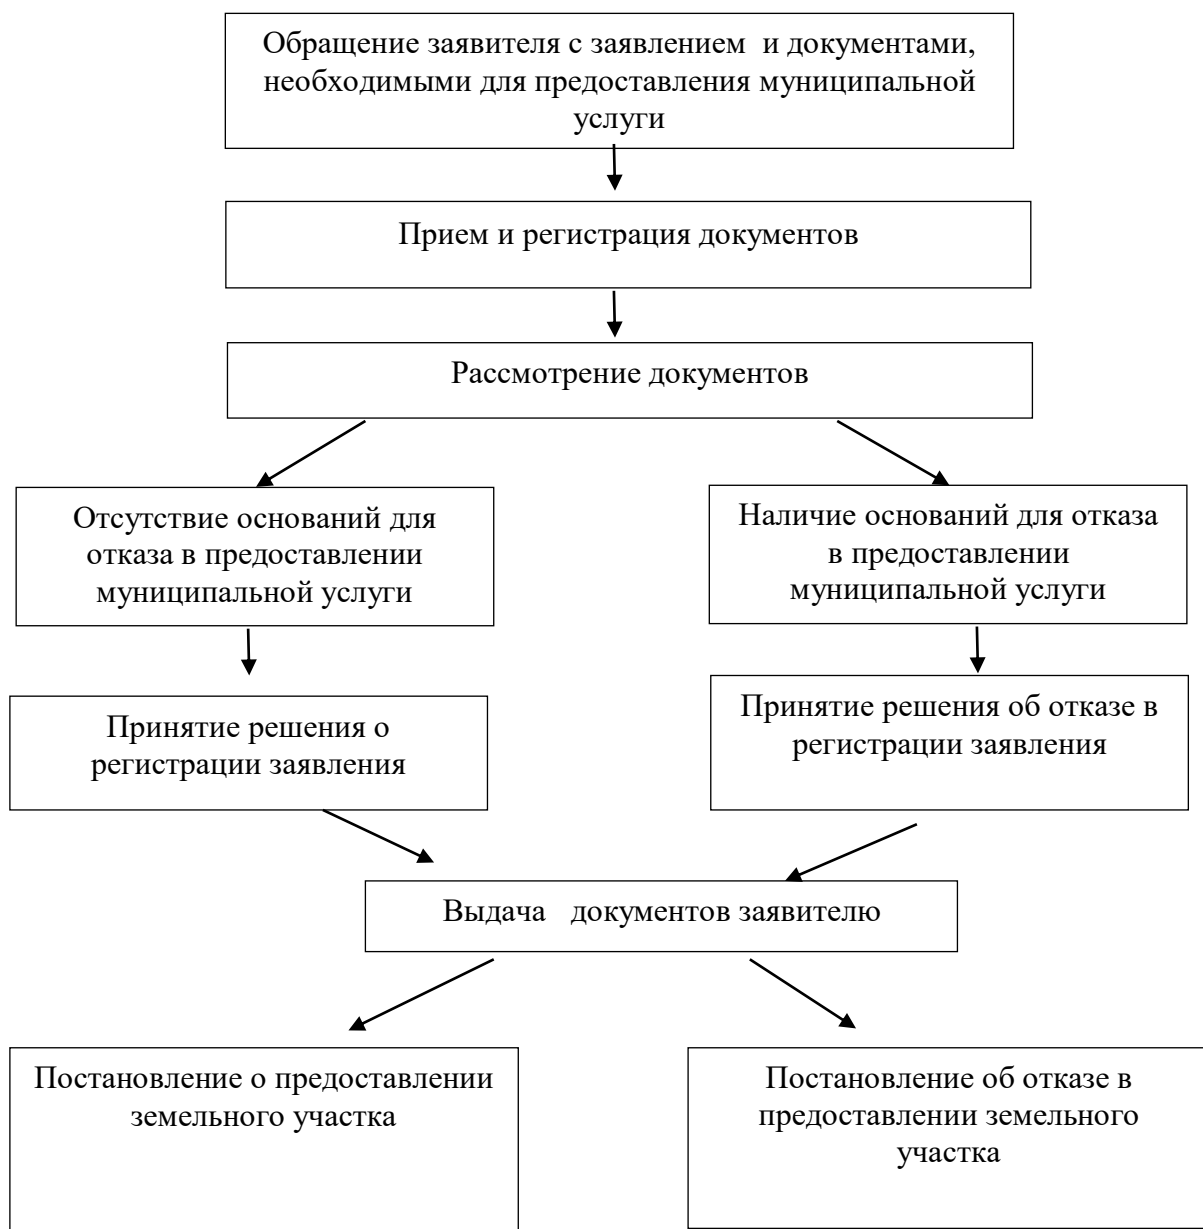 Обращение заявителя с заявлением и документами,
необходимыми для предоставления муниципальной
услуги
Прием и регистрация документов
Рассмотрение документов
Отсутствие оснований для
отказа в предоставлении
муниципальной услуги
Наличие оснований для отказа
в предоставлении
муниципальной услуги
Принятие решения о
регистрации заявления
Принятие решения об отказе в
регистрации заявления
Выдача документов заявителю
Постановление о предоставлении
земельного участка
Постановление об отказе в
предоставлении земельного
участка